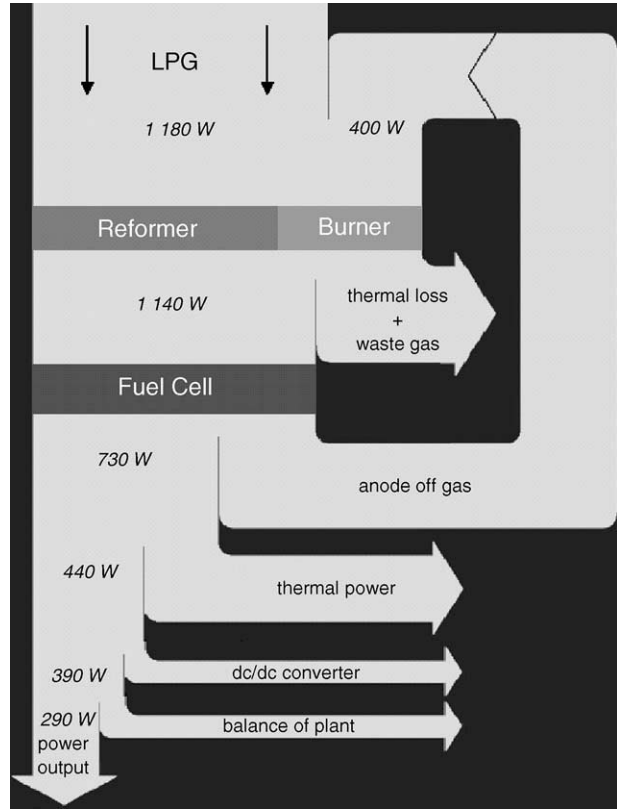 LPG
1 180 W
400 W
Reformer
Burner
1 140 W
thermal loss
+
waste gas
Fuel Cell
730 W
anode off gas
440 W
thermal power
390 W
dc/dc converter
290 W
balance of plant
power
output